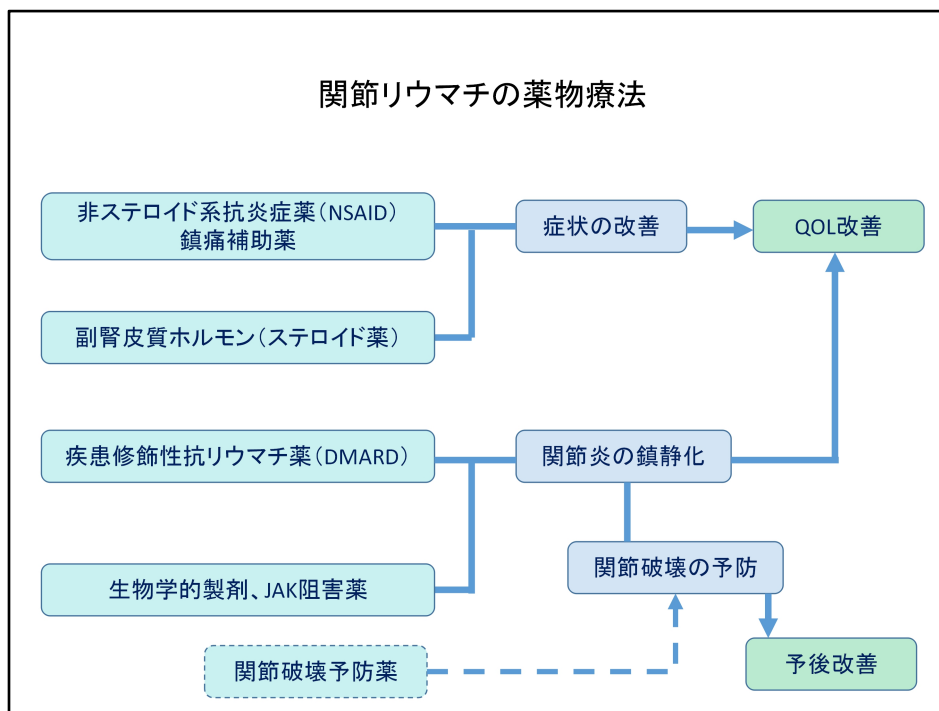 関節リウマチの薬物療法
非ステロイド系抗炎症薬（NSAID）
鎮痛補助薬
症状の改善
QOL改善
副腎皮質ホルモン（ステロイド薬）
疾患修飾性抗リウマチ薬（DMARD）
関節炎の鎮静化
生物学的製剤、JAK阻害薬
関節破壊の予防
関節破壊予防薬
予後改善